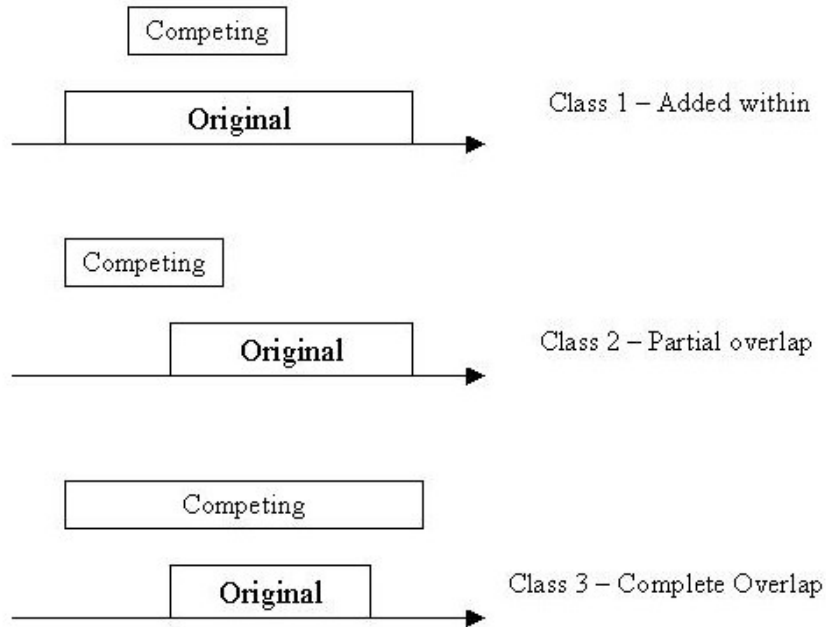 Competing
Original
Class 1 – Added within
Competing
Original
Class 2 – Partial overlap
Competing
Original
Class 3 – Complete Overlap